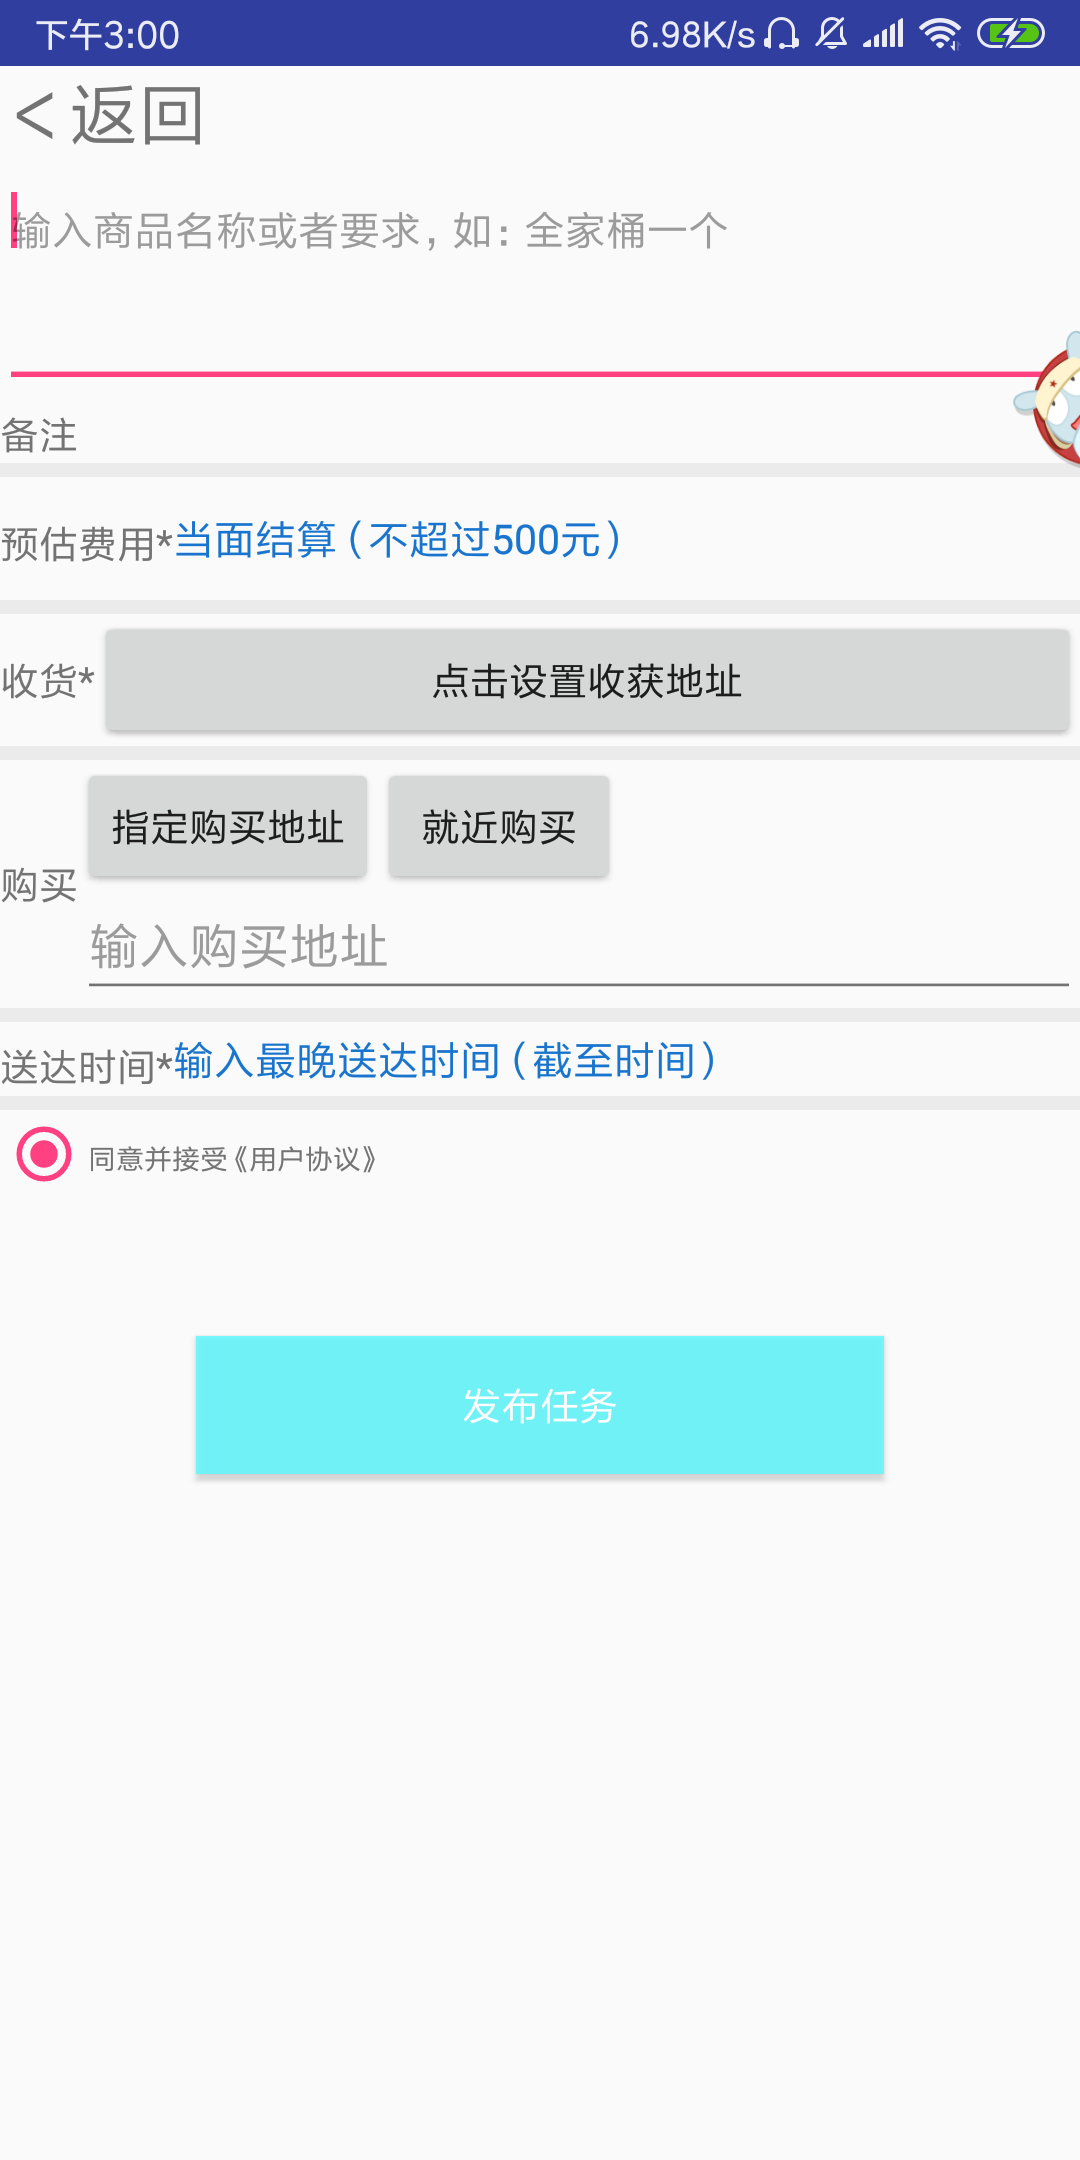 下午3:00 6.98K/s
< 返回
输入商品名称或者要求，如：全家桶一个
备注
预估费用*当面结算（不超过500元）
收货* 点击设置收获地址
指定购买地址 就近购买
购买
输入购买地址
送达时间*输入最晚送达时间（截至时间）
同意并接受《用户协议》
发布任务